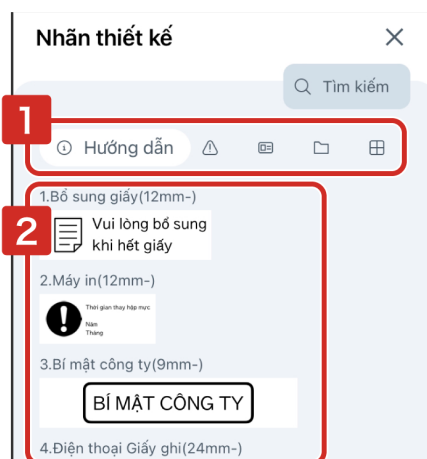 Nhãn thiết kế
Tìm kiếm
1
Hướng dẫn
2
1.Bổ sung giấy(12mm-)
Vui lòng bổ sung
khi hết giấy
2.Máy in(12mm-)
Thời gian thay hộp mực
Năm
Tháng
3.Bí mật công ty(9mm-)
BÍ MẬT CÔNG TY
4.Điện thoại Giấy ghi(24mm-)